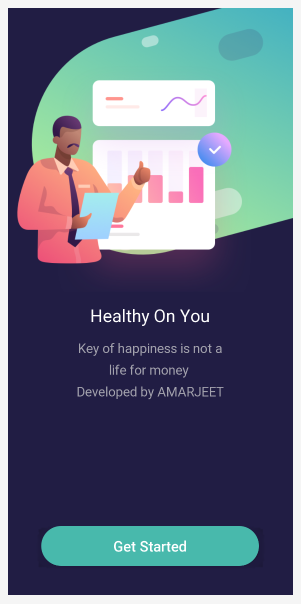 Healthy On You
Key of happiness is not a
life for money
Developed by AMARJEET
Get Started